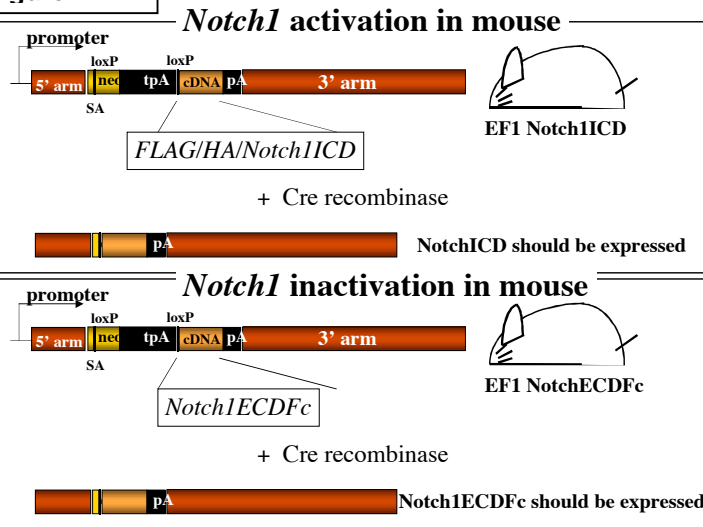 Notch1 activation in mouse
promoter
loxP loxP
5' arm neo tpA cDNA pA 3' arm
SA
EF1 Notch1ICD
FLAG/HA/Notch1ICD
+ Cre recombinase
pA NotchICD should be expressed
Notch1 inactivation in mouse
promoter
loxP loxP
5' arm neo tpA cDNA pA 3' arm
SA
EF1 NotchECDFc
Notch1ECDFc
+ Cre recombinase
pA Notch1ECDFc should be expressed